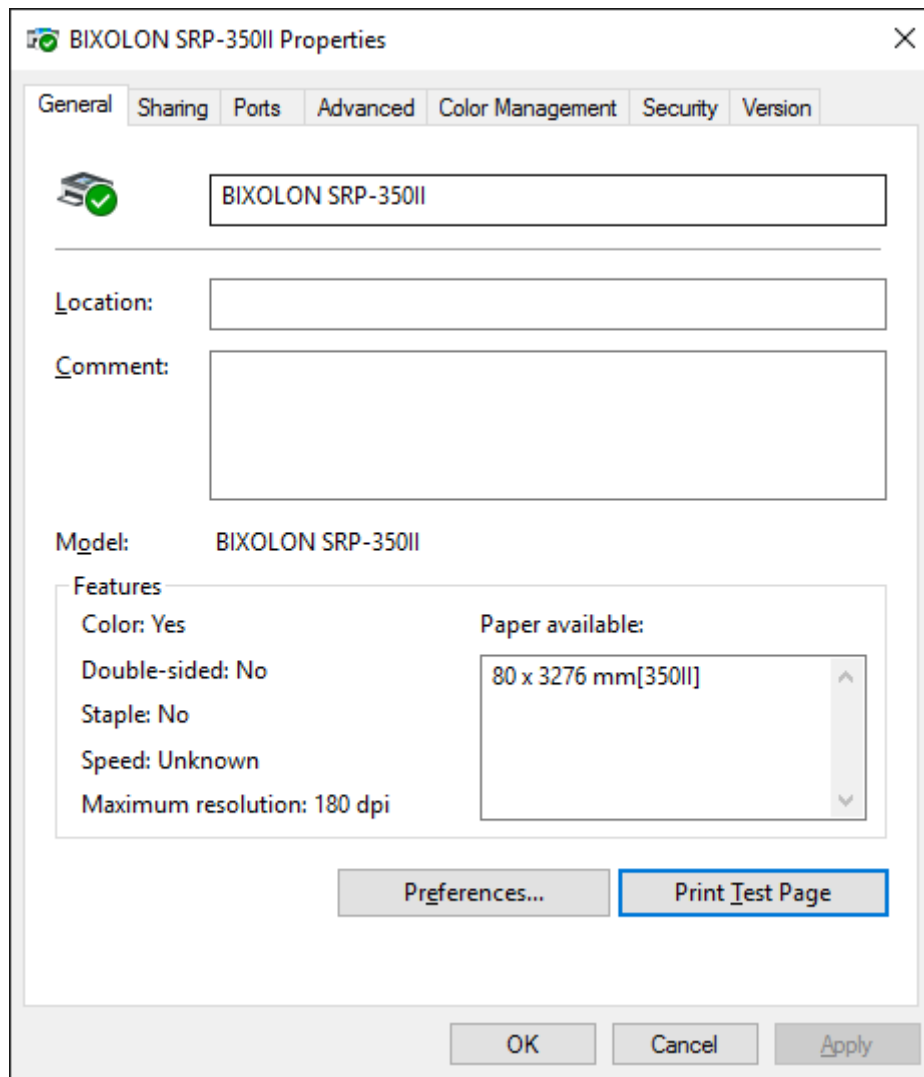 BIXOLON SRP-350II Properties
General Sharing Ports Advanced Color Management Security Version
BIXOLON SRP-350II
Location:
Comment:
Model: BIXOLON SRP-350II
Features
Color: Yes
Double-sided: No
Staple: No
Speed: Unknown
Maximum resolution: 180 dpi
Paper available:
80 x 3276 mm[350II]
Preferences... Print Test Page
OK Cancel Apply